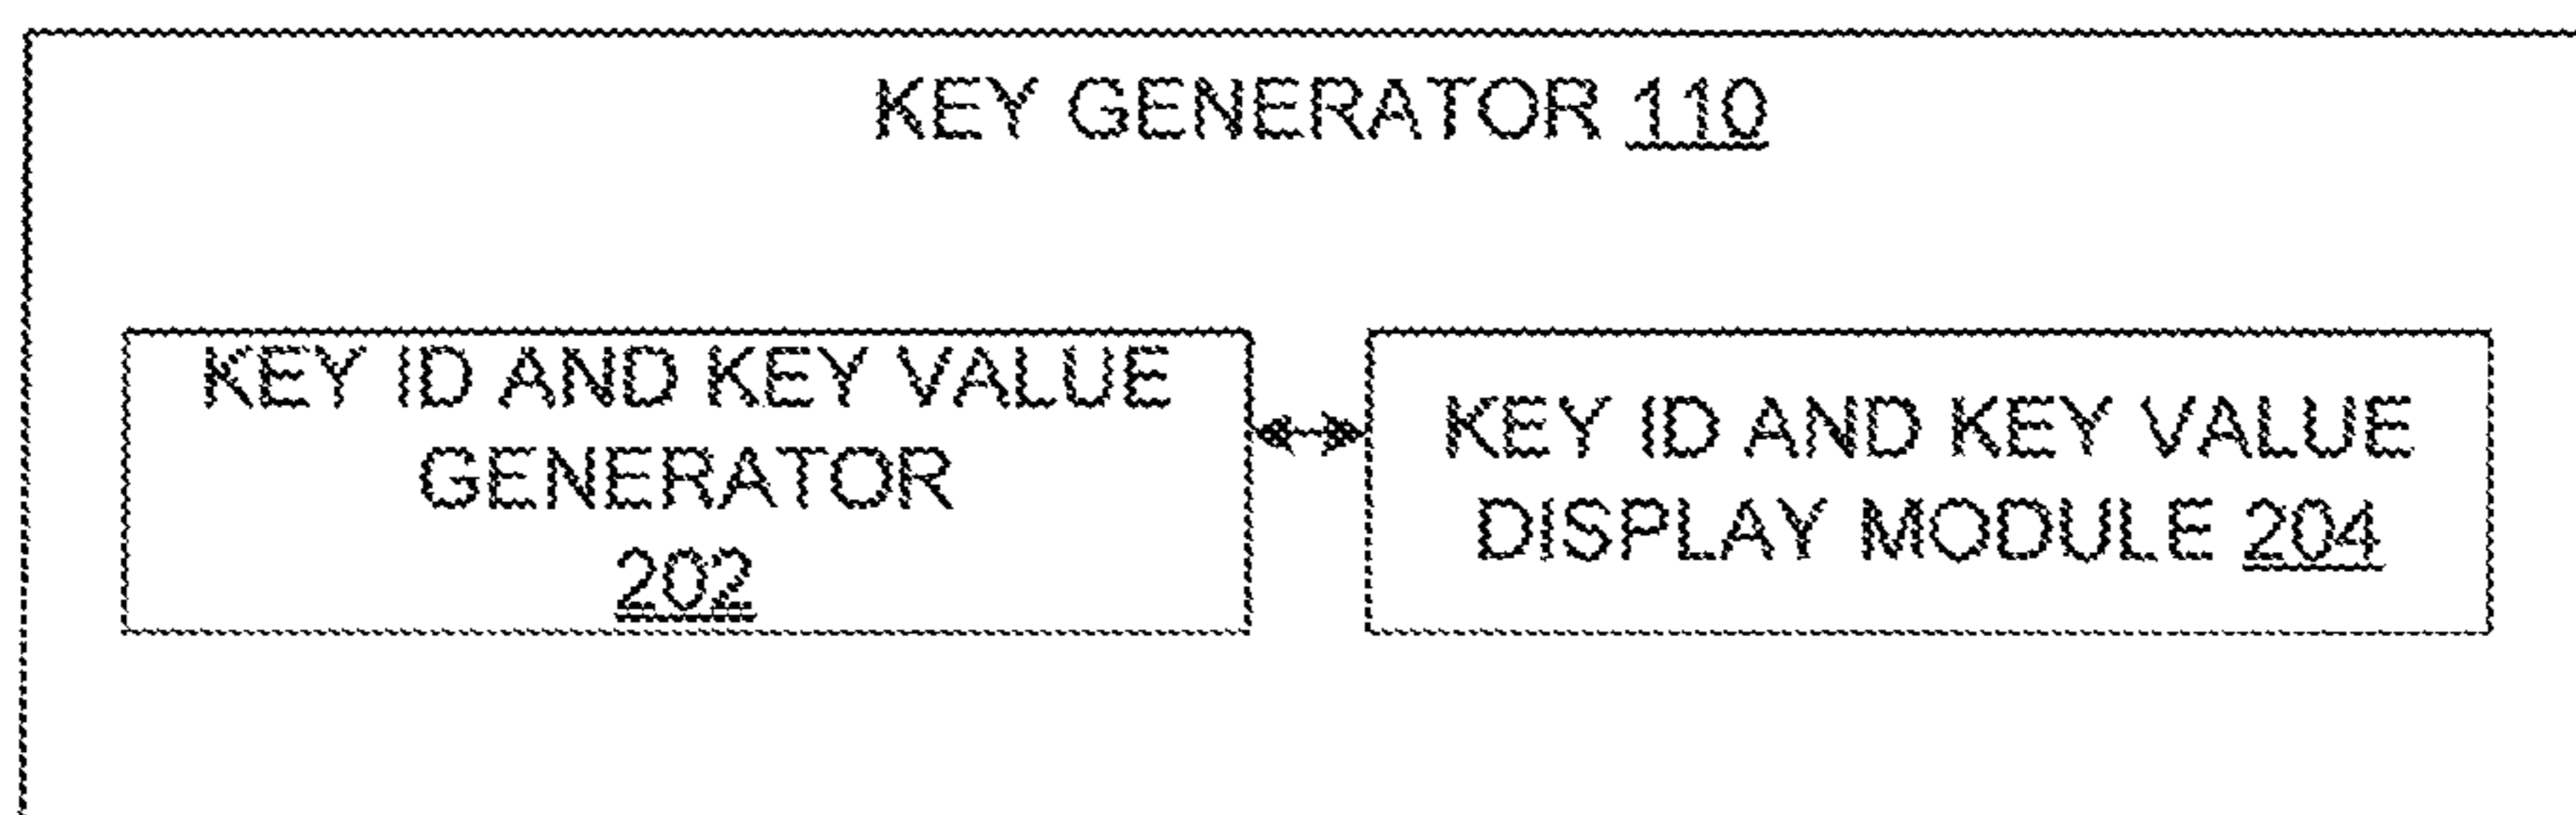 KEY GENERATOR 110
KEY ID AND KEY VALUE
GENERATOR
202
KEY ID AND KEY VALUE
DISPLAY MODULE 204